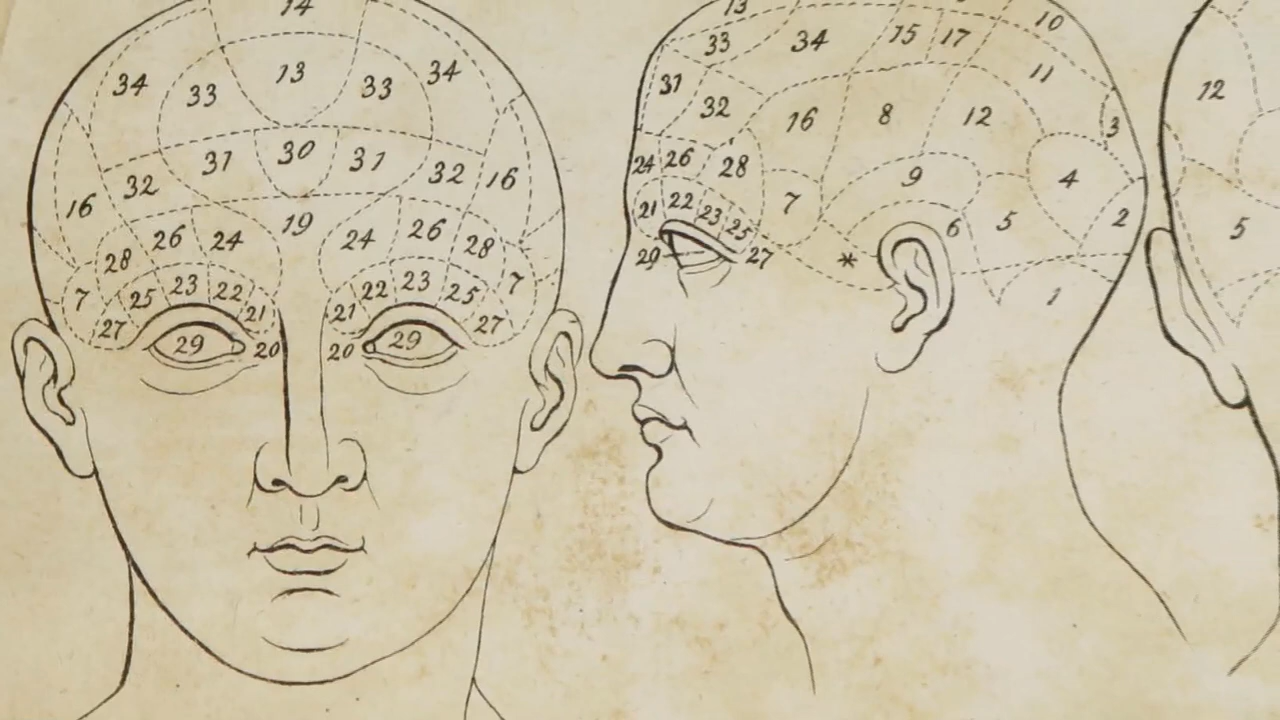 14
34 33 13 33 34
31 30 31
16 32 32 16
28 26 24 19 24 26 28
7 25 23 22 21 21 22 23 25 7
27 29 20 20 29 27
13 10
33 34 15 17
31 11
32 16 8 12 3
24 26 28 9 4
21 22 23 25 7 6 5 2
29 27 * 1
12
5